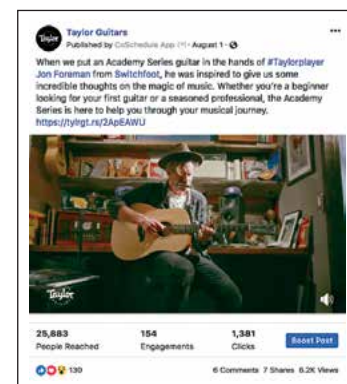 Taylor Guitars
Published by CoSchedule App · August 1 ·
When we put an Academy Series guitar in the hands of #Taylorplayer
Jon Foreman from Switchfoot, he was inspired to give us some
incredible thoughts on the magic of music. Whether you're a beginner
looking for your first guitar or a seasoned professional, the Academy
Series is here to help you through your musical journey.
https://tylrgt.rs/2ApEAWU
Taylor
25,883 154 1,381 Boost Post
People Reached Engagements Clicks
130 6 Comments 7 Shares 6.2K Views